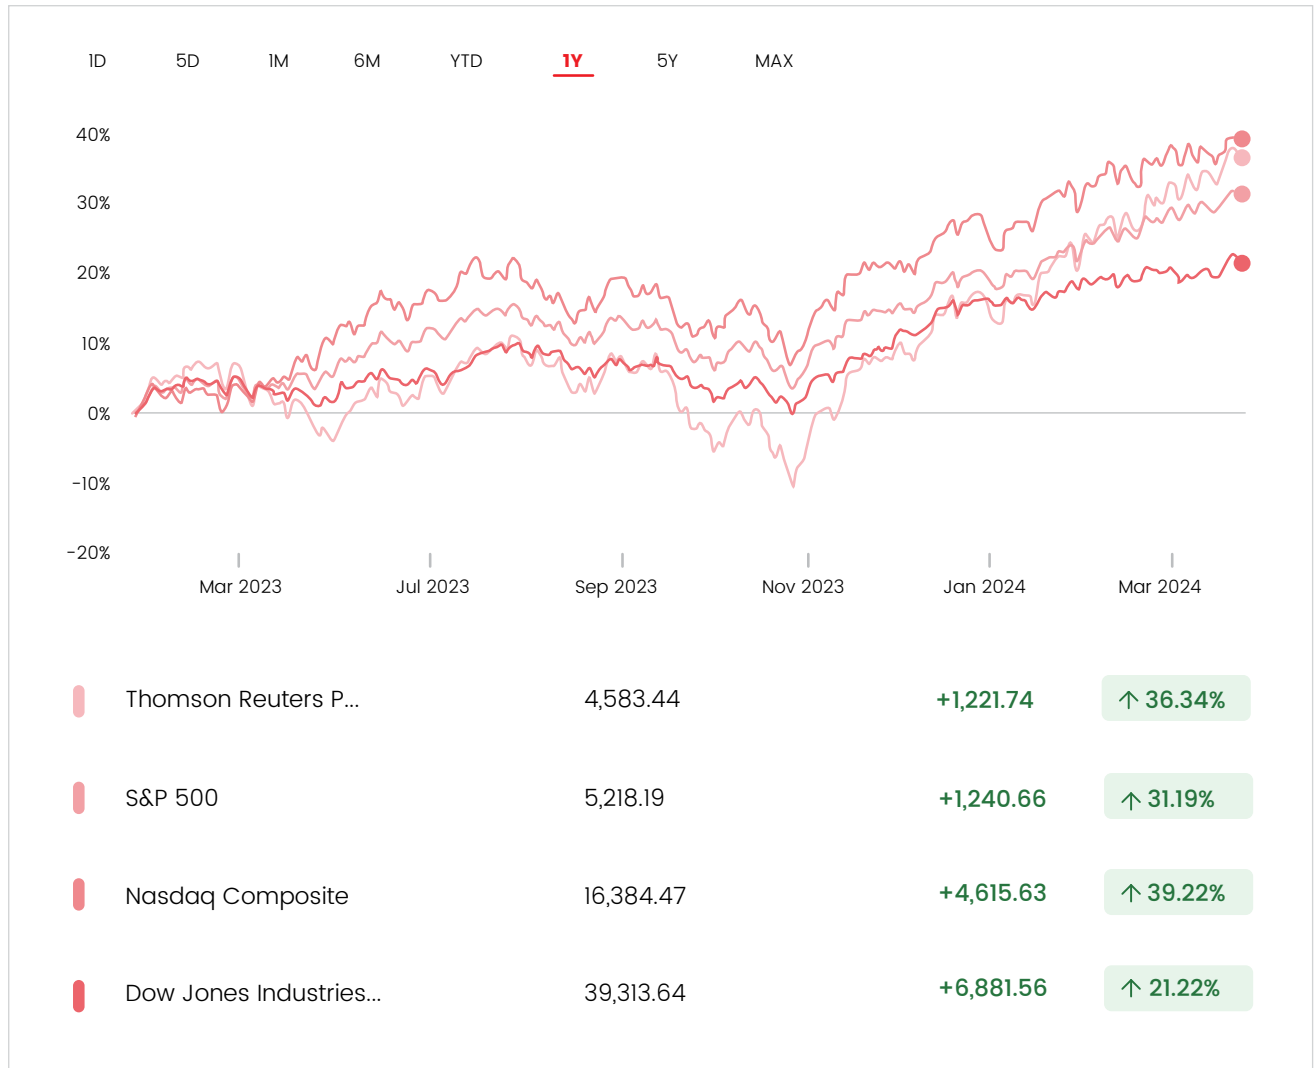 1D 5D 1M 6M YTD 1Y 5Y MAX
40%
30%
20%
10%
0%
-10%
-20%
Mar 2023 Jul 2023 Sep 2023 Nov 2023 Jan 2024 Mar 2024
Thomson Reuters P... 4,583.44 +1,221.74 ↑ 36.34%
S&P 500 5,218.19 +1,240.66 ↑ 31.19%
Nasdaq Composite 16,384.47 +4,615.63 ↑ 39.22%
Dow Jones Industries... 39,313.64 +6,881.56 ↑ 21.22%